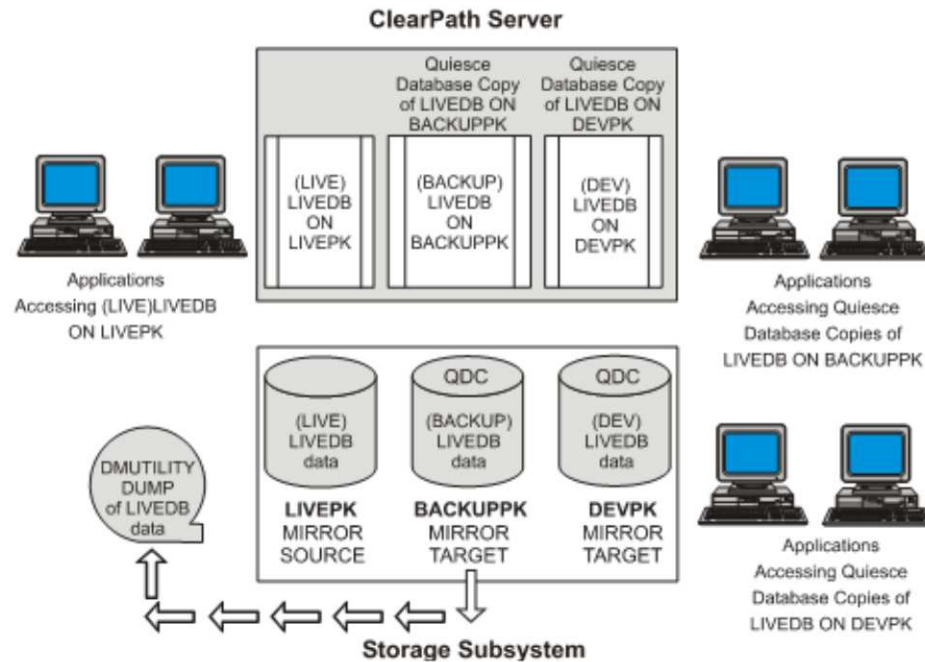 ClearPath Server
Quiesce
Database Copy
of LIVEDB ON
BACKUPPK
Quiesce
Database Copy
of LIVEDB ON
DEVPK
(LIVE)
LIVEDB
ON
LIVEPK
(BACKUP)
LIVEDB
ON
BACKUPPK
(DEV)
LIVEDB
ON
DEVPK
Applications
Accessing (LIVE)LIVEDB
ON LIVEPK
Applications
Accessing Quiesce
Database Copies of
LIVEDB ON BACKUPPK
(LIVE)
LIVEDB
data
QDC
(BACKUP)
LIVEDB
data
QDC
(DEV)
LIVEDB
data
LIVEPK
MIRROR
SOURCE
BACKUPPK
MIRROR
TARGET
DEVPK
MIRROR
TARGET
DMUTILITY
DUMP
of LIVEDB
data
Applications
Accessing Quiesce
Database Copies of
LIVEDB ON DEVPK
Storage Subsystem